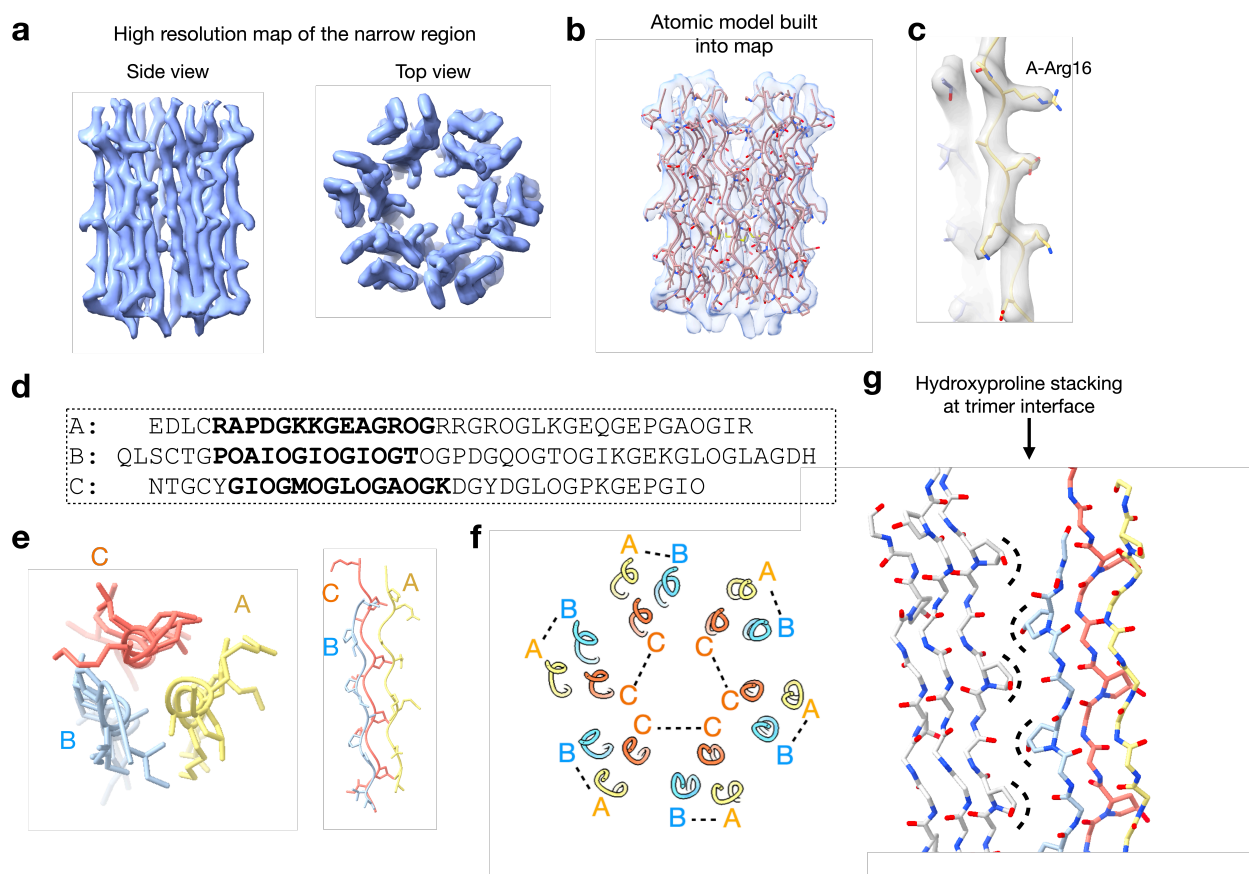 a
High resolution map of the narrow region
Side view
Top view
b
Atomic model built
into map
c
A-Arg16
d
A: EDLCRAPDGKKGEAGROGRRGROGLKGEQGEPGAOGIR
B: QLSCTGPOAIOGIOGIOGTOGPDGQOGTOGIKGEKGLOGLAGDH
C: NTGCYGIOGMOGLOGAOGKDGYDGLOGPKGEPGIO
e
C
A
B
C
A
B
f
A
B
A
B
B
A
C
C
C
C
C
C
A
B
B
A
B
A
g
Hydroxyproline stacking
at trimer interface